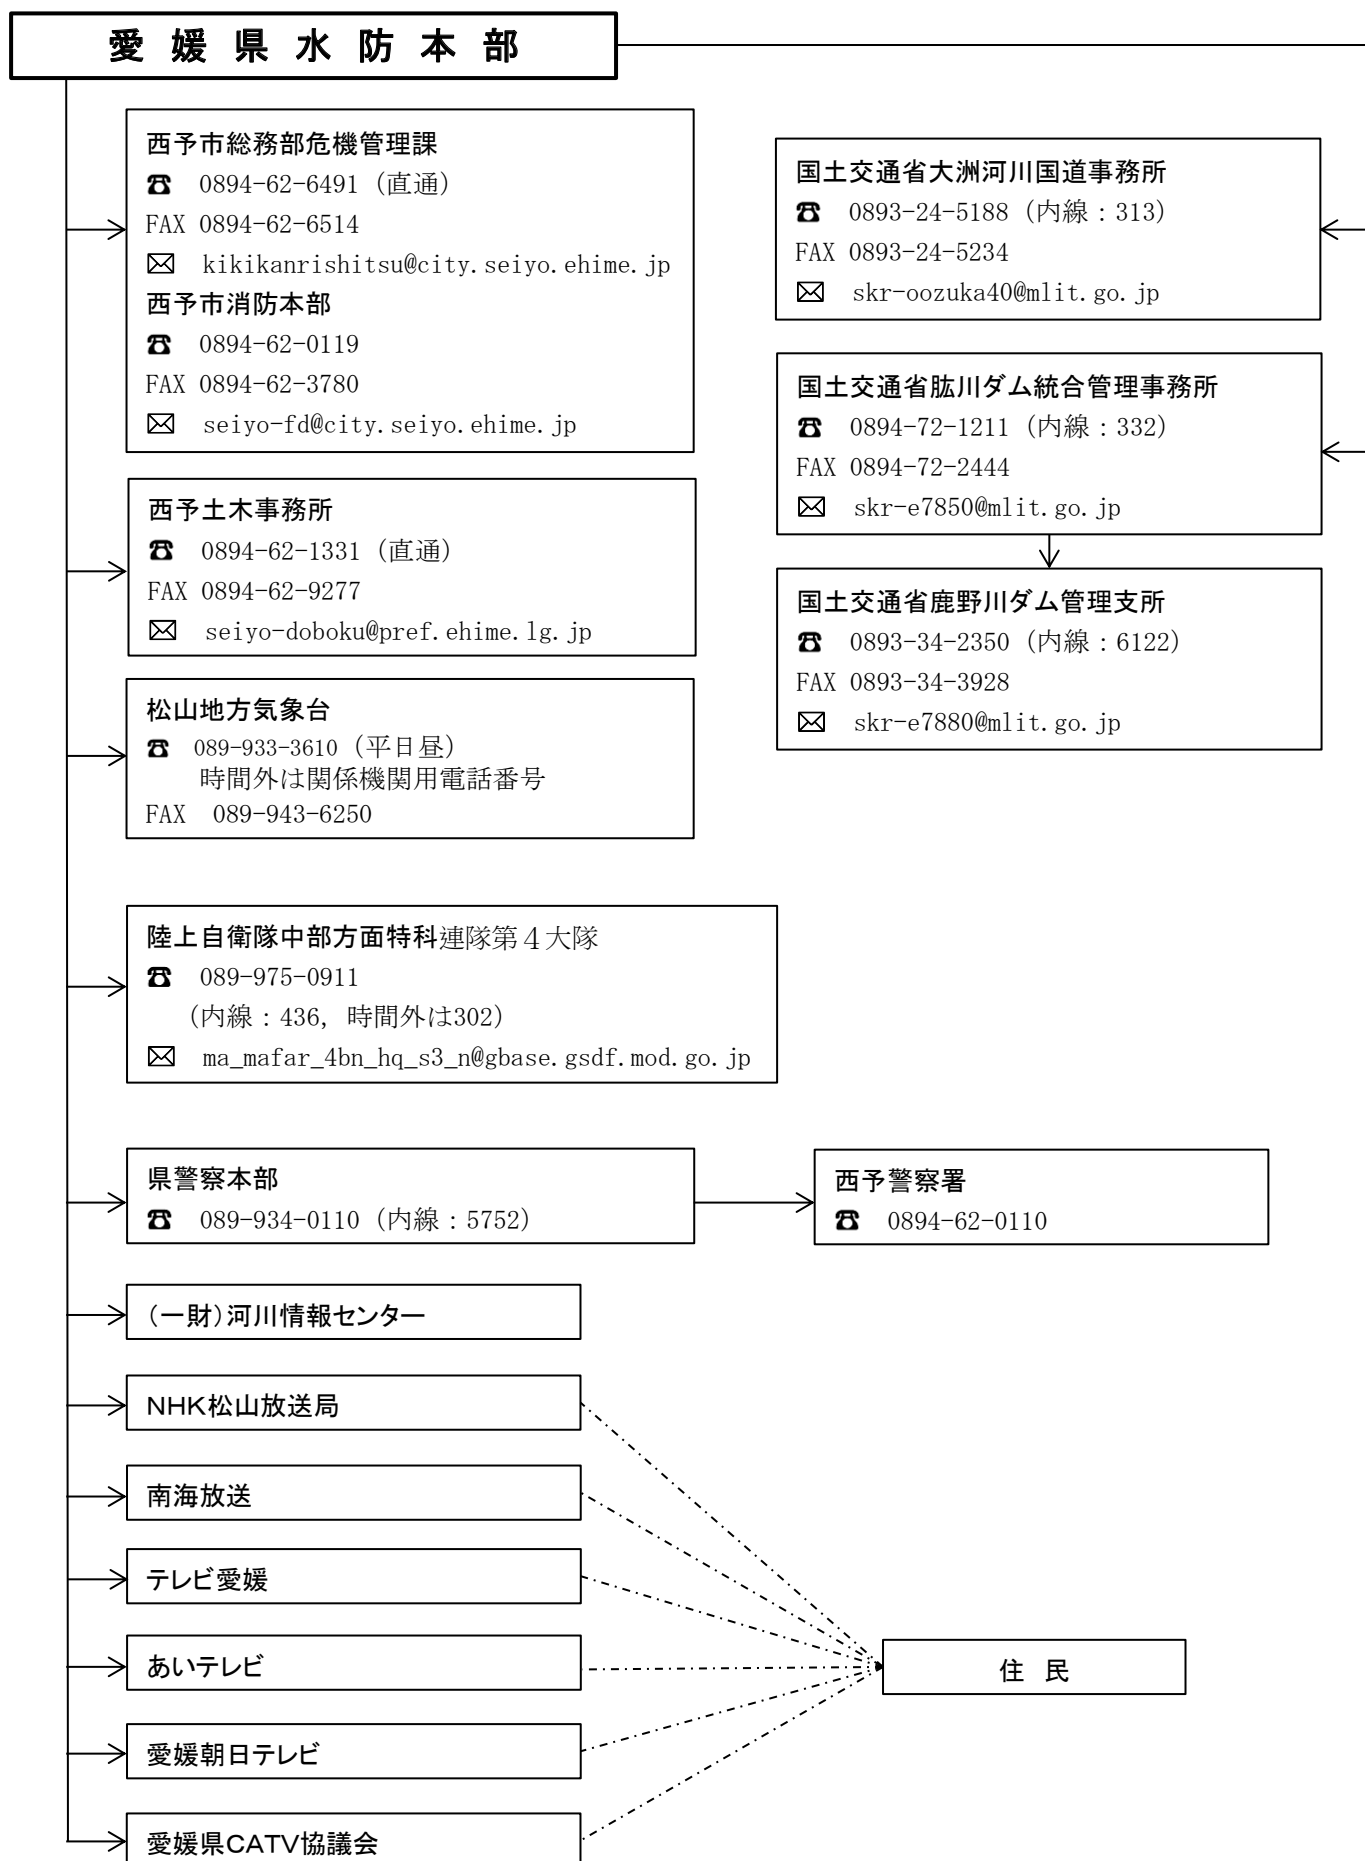 愛媛県水防本部
西予市総務部危機管理課
☎ 0894-62-6491（直通）
FAX 0894-62-6514
✉ kikikanrishitsu@city.seiyo.ehime.jp
西予市消防本部
☎ 0894-62-0119
FAX 0894-62-3780
✉ seiyo-fd@city.seiyo.ehime.jp
西予土木事務所
☎ 0894-62-1331（直通）
FAX 0894-62-9277
✉ seiyo-doboku@pref.ehime.lg.jp
松山地方気象台
☎ 089-933-3610（平日昼）
時間外は関係機関用電話番号
FAX 089-943-6250
陸上自衛隊中部方面特科連隊第４大隊
☎ 089-975-0911
（内線：436, 時間外は302）
✉ ma_mafar_4bn_hq_s3_n@gbase.gsdf.mod.go.jp
県警察本部
☎ 089-934-0110（内線：5752）
西予警察署
☎ 0894-62-0110
（一財）河川情報センター
NHK松山放送局
南海放送
テレビ愛媛
あいテレビ
愛媛朝日テレビ
愛媛県CATV協議会
住 民
国土交通省大洲河川国道事務所
☎ 0893-24-5188（内線：313）
FAX 0893-24-5234
✉ skr-oozuka40@mlit.go.jp
国土交通省肱川ダム統合管理事務所
☎ 0894-72-1211（内線：332）
FAX 0894-72-2444
✉ skr-e7850@mlit.go.jp
国土交通省鹿野川ダム管理支所
☎ 0893-34-2350（内線：6122）
FAX 0893-34-3928
✉ skr-e7880@mlit.go.jp